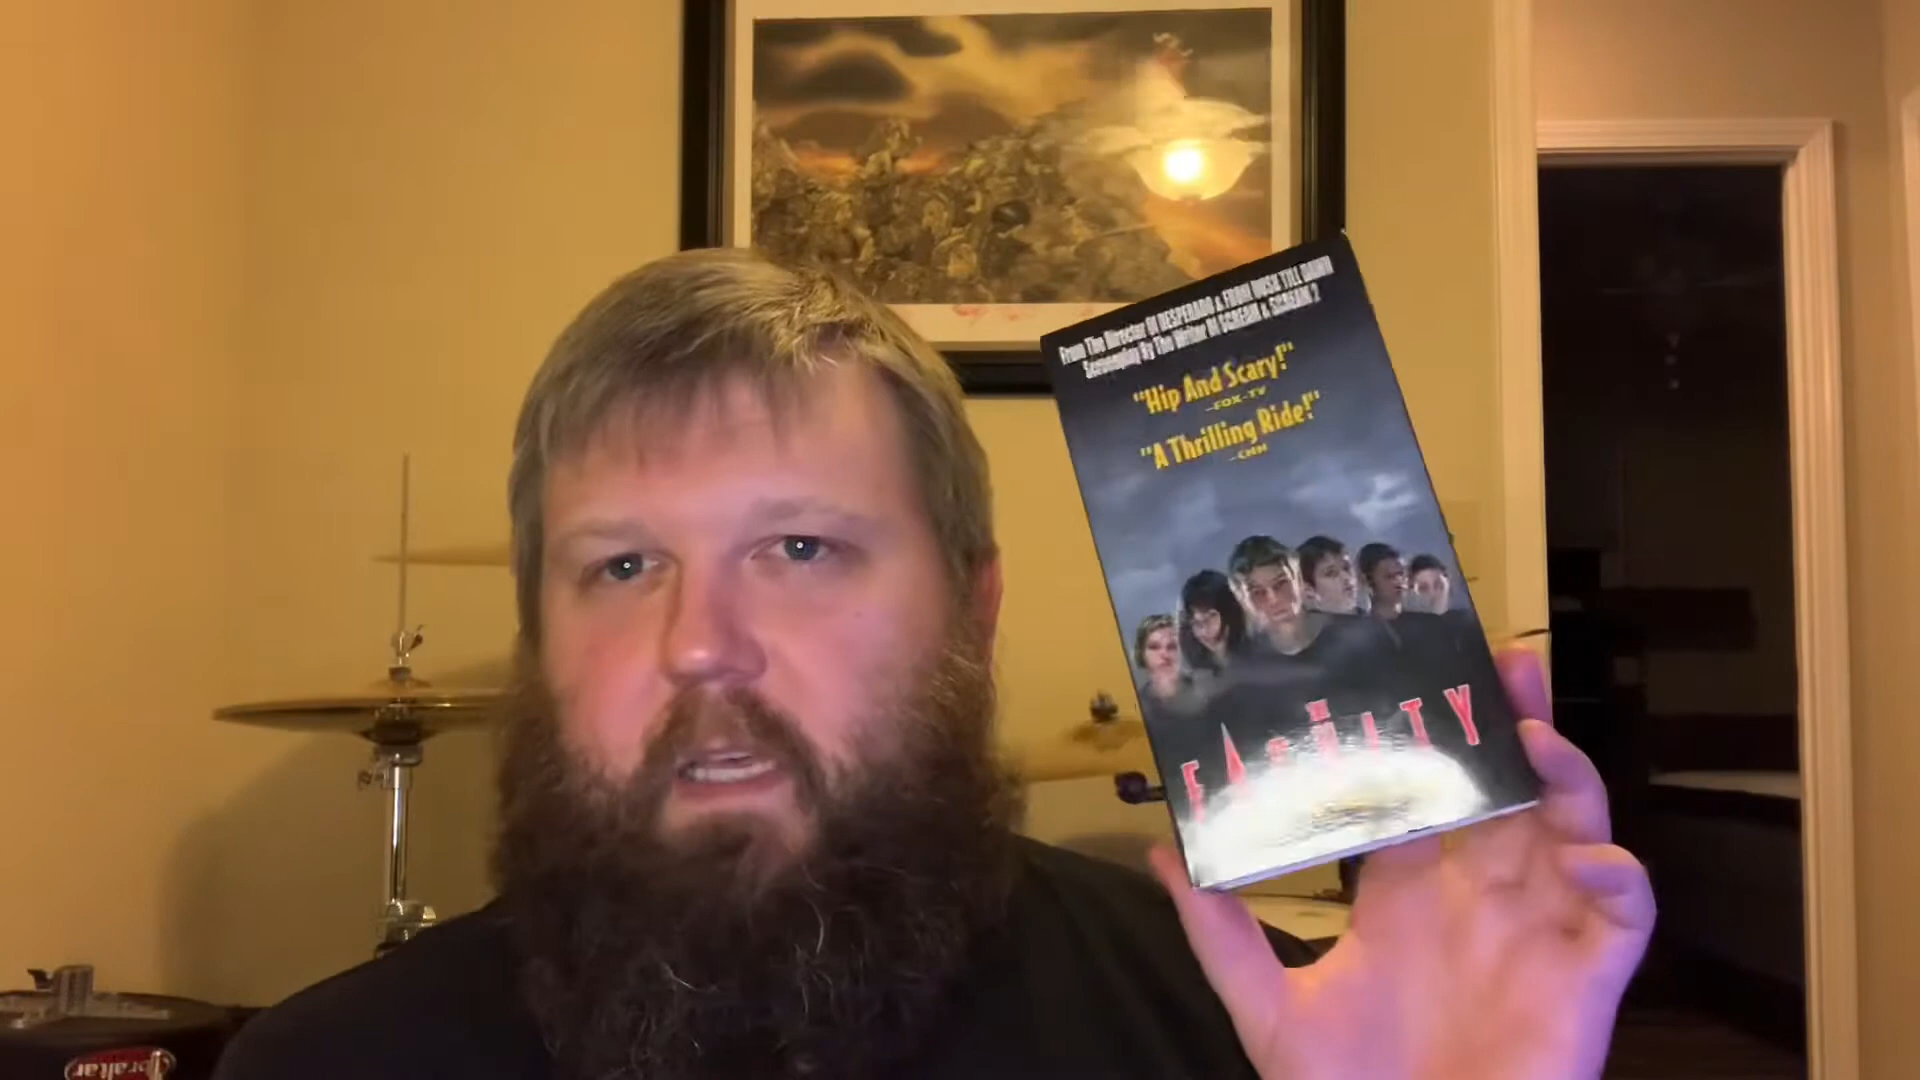 From The Director Of DESPERADO & FROM DUSK TILL DAWN
Screenplay By The Writer Of SCREAM & SCREAM 2
"Hip And Scary!"
–FOX-TV
"A Thrilling Ride!"
–CNN
THE
FACULTY
braltar